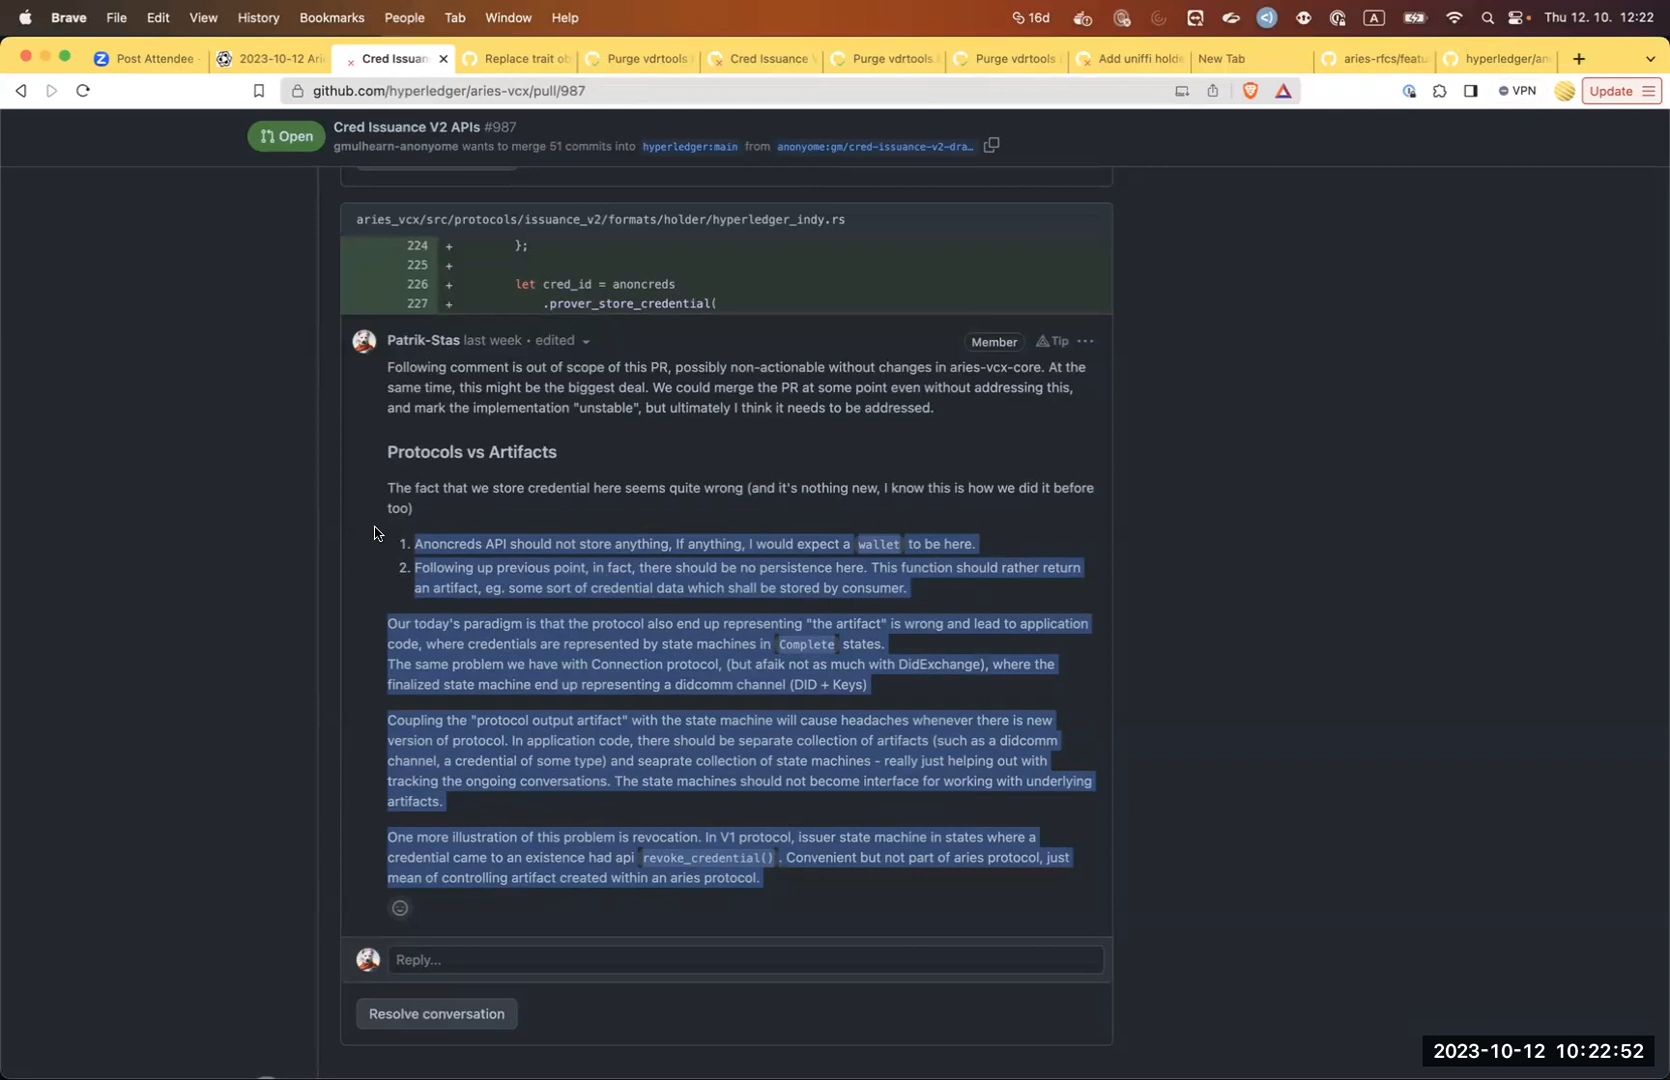 Brave File Edit View History Bookmarks People Tab Window Help 16d A Thu 12. 10. 12:22
Post Attendee 2023-10-12 Ari Cred Issuan Replace trait ob Purge vdrtools Cred Issuance Purge vdrtools Purge vdrtools Add uniffi holde New Tab aries-rfcs/featu hyperledger/an
github.com/hyperledger/aries-vcx/pull/987 VPN Update
Open Cred Issuance V2 APIs #987
gmulhearn-anonyome wants to merge 51 commits into hyperledger:main from anonyome:gm/cred-issuance-v2-dra…
aries_vcx/src/protocols/issuance_v2/formats/holder/hyperledger_indy.rs
224 + };
225 +
226 + let cred_id = anoncreds
227 + .prover_store_credential(
Patrik-Stas last week • edited Member Tip ...
Following comment is out of scope of this PR, possibly non-actionable without changes in aries-vcx-core. At the
same time, this might be the biggest deal. We could merge the PR at some point even without addressing this,
and mark the implementation "unstable", but ultimately I think it needs to be addressed.
Protocols vs Artifacts
The fact that we store credential here seems quite wrong (and it's nothing new, I know this is how we did it before
too)
1. Anoncreds API should not store anything, If anything, I would expect a wallet to be here.
2. Following up previous point, in fact, there should be no persistence here. This function should rather return
an artifact, eg. some sort of credential data which shall be stored by consumer.
Our today's paradigm is that the protocol also end up representing "the artifact" is wrong and lead to application
code, where credentials are represented by state machines in Complete states.
The same problem we have with Connection protocol, (but afaik not as much with DidExchange), where the
finalized state machine end up representing a didcomm channel (DID + Keys)
Coupling the "protocol output artifact" with the state machine will cause headaches whenever there is new
version of protocol. In application code, there should be separate collection of artifacts (such as a didcomm
channel, a credential of some type) and seaprate collection of state machines - really just helping out with
tracking the ongoing conversations. The state machines should not become interface for working with underlying
artifacts.
One more illustration of this problem is revocation. In V1 protocol, issuer state machine in states where a
credential came to an existence had api revoke_credential() . Convenient but not part of aries protocol, just
mean of controlling artifact created within an aries protocol.
Reply...
Resolve conversation
2023-10-12 10:22:52